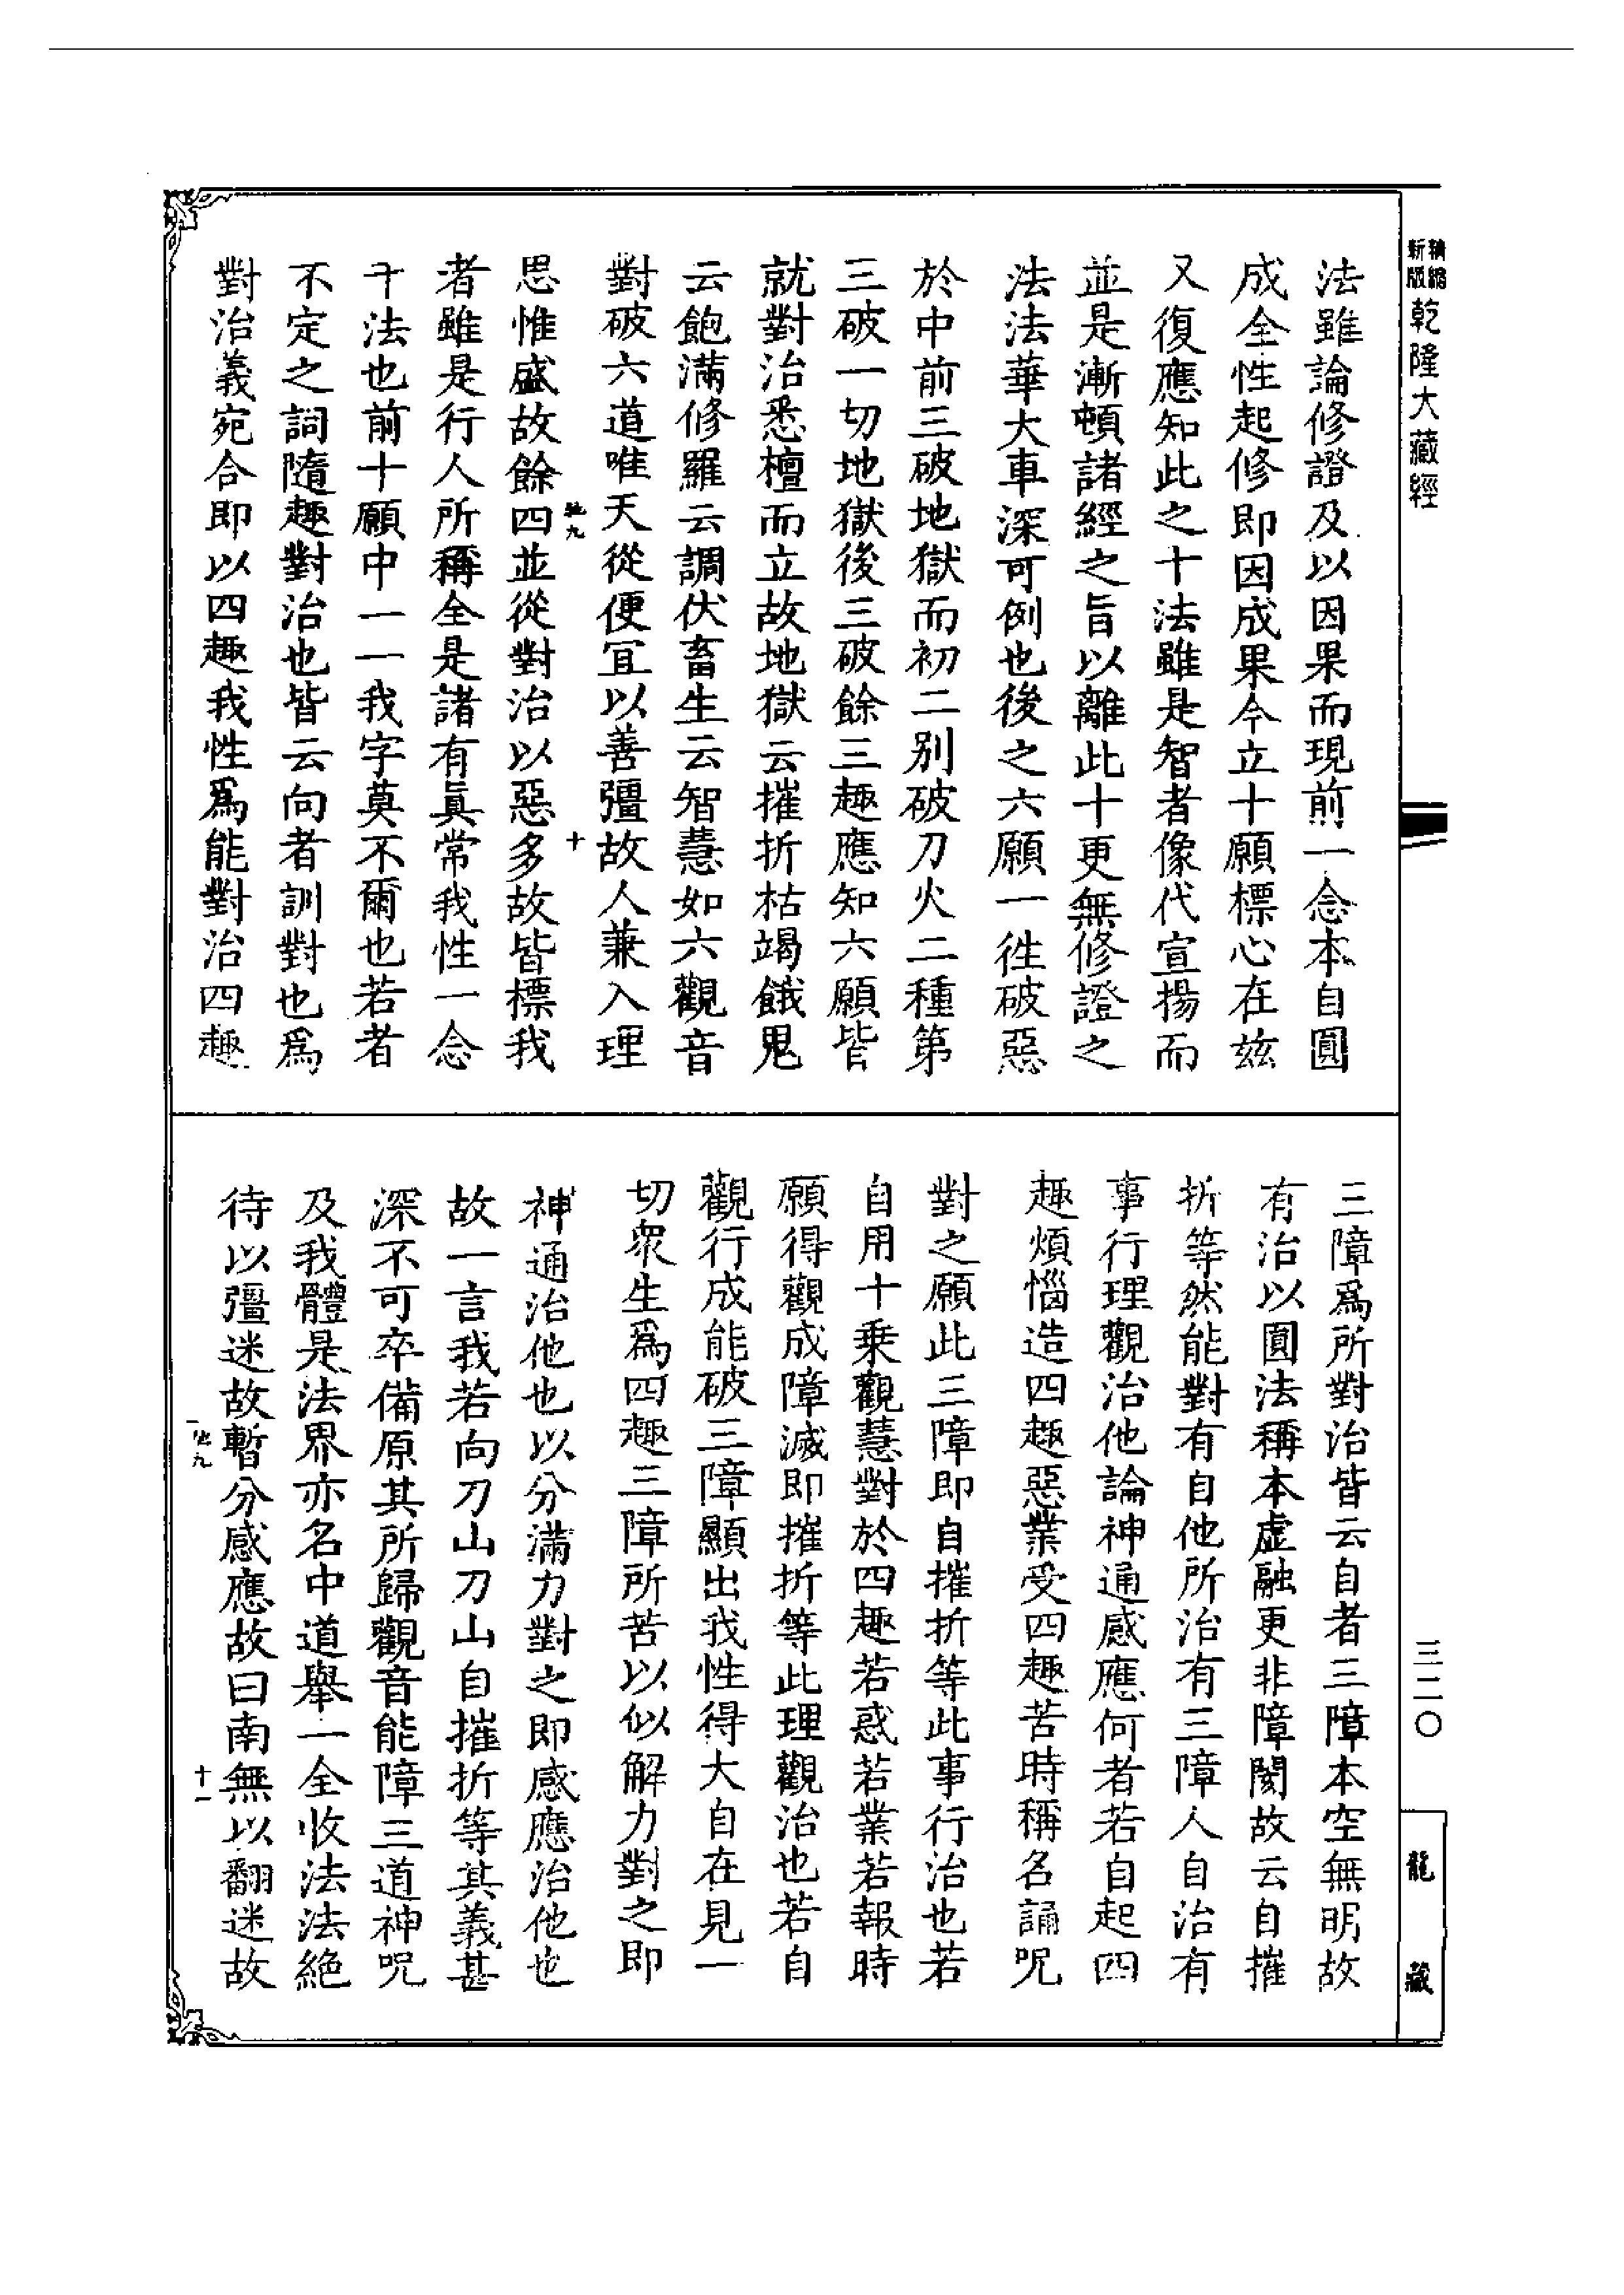 新版精縮乾隆大藏經
法雖論修證及以因果而現前一念本自圓
成全性起修即因成果今立十願標心在茲
又復應知此之十法雖是智者像代宣揚而
並是漸頓諸經之旨以離此十更無修證之
法法華大車深可例也後之六願一徃破惡
於中前三破地獄而初二别破刀火二種第
三破一切地獄後三破餘三趣應知六願皆
就對治悉檀而立故地獄云摧折枯竭餓鬼
云飽滿修羅云調伏畜生云智慧如六觀音
對破六道唯天從便宜以善彊故人兼入理
思惟盛故餘四並從對治以惡多故皆標我
者雖是行人所稱全是諸有眞常我性一念
千法也前十願中一一我字莫不爾也若者
不定之詞隨趣對治也皆云向者訓對也爲
對治義宛合即以四趣我性爲能對治四趣
十
三障爲所對治皆云自者三障本空無明故
有治以圓法稱本虛融更非障閡故云自摧
折等然能對有自他所治有三障人自治有
事行理觀治他論神通感應何者若自起四
趣煩惱造四趣惡業受四趣苦時稱名誦呪
對之願此三障即自摧折等此事行治也若
自用十乗觀慧對於四趣若惑若業若報時
願得觀成障滅即摧折等此理觀治也若自
觀行成能破三障顯出我性得大自在見一
切衆生爲四趣三障所苦以似解力對之即
神通治他也以分滿力對之即感應治他也
故一言我若向刀山刀山自摧折等其義甚
深不可卒備原其所歸觀音能障三道神呪
及我體是法界亦名中道舉一全收法法絶
待以彊迷故暫分感應故曰南無以翻迷故
十一
三二〇
龍藏